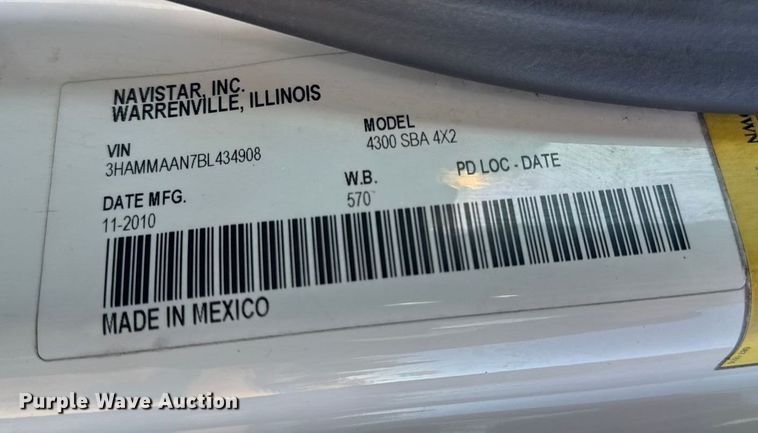 NAVISTAR, INC.
WARRENVILLE, ILLINOIS
VIN
3HAMMAAN7BL434908
MODEL
4300 SBA 4X2
DATE MFG.
11-2010
W.B.
570
PD LOC - DATE
MADE IN MEXICO
Purple Wave Auction